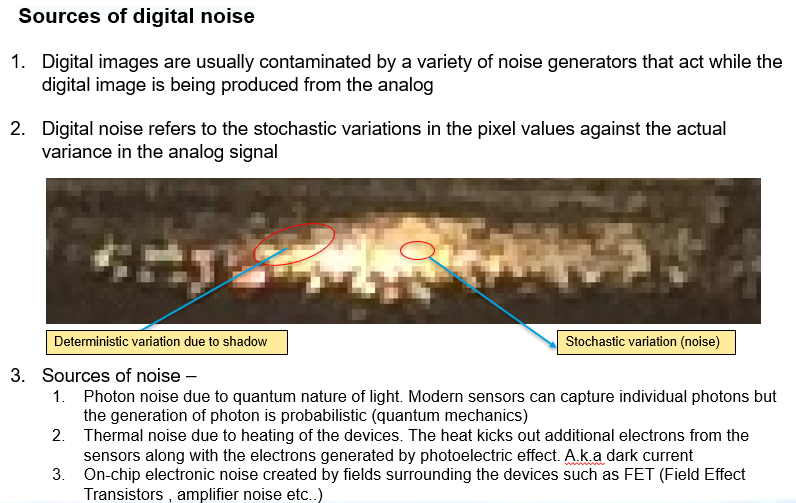 Sources of digital noise
1. Digital images are usually contaminated by a variety of noise generators that act while the
digital image is being produced from the analog
2. Digital noise refers to the stochastic variations in the pixel values against the actual
variance in the analog signal
Deterministic variation due to shadow
Stochastic variation (noise)
3. Sources of noise –
1. Photon noise due to quantum nature of light. Modern sensors can capture individual photons but
the generation of photon is probabilistic (quantum mechanics)
2. Thermal noise due to heating of the devices. The heat kicks out additional electrons from the
sensors along with the electrons generated by photoelectric effect. A.k.a dark current
3. On-chip electronic noise created by fields surrounding the devices such as FET (Field Effect
Transistors , amplifier noise etc..)